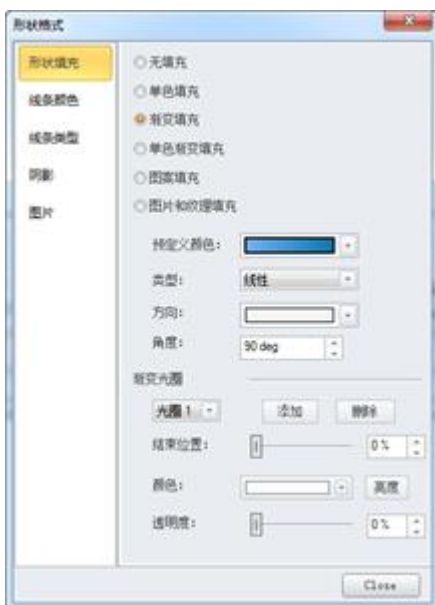 形状格式
形状填充
线条颜色
线条类型
阴影
图片
无填充
单色填充
渐变填充
单色渐变填充
图案填充
图片和纹理填充
预定义颜色：
类型： 线性
方向：
角度： 90 deg
渐变光圈
光圈 1 添加 删除
结束位置： 0 %
颜色： 亮度
透明度： 0 %
Close